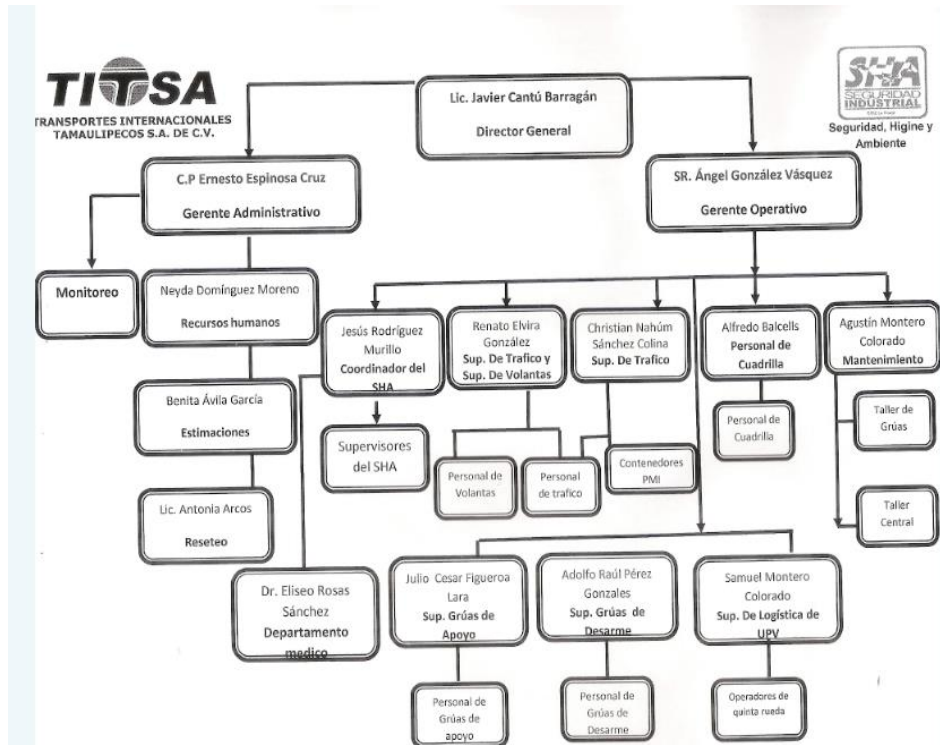 TITSA
TRANSPORTES INTERNACIONALES
TAMAULIPECOS S.A. DE C.V.
Lic. Javier Cantú Barragán
Director General
SHA
SEGURIDAD
INDUSTRIAL
Seguridad, Higine y
Ambiente
C.P Ernesto Espinosa Cruz
Gerente Administrativo
SR. Ángel González Vásquez
Gerente Operativo
Monitoreo
Neyda Domínguez Moreno
Recursos humanos
Jesús Rodríguez
Murillo
Coordinador del
SHA
Renato Elvira
González
Sup. De Trafico y
Sup. De Volantas
Christian Nahúm
Sánchez Colina
Sup. De Trafico
Alfredo Balcells
Personal de
Cuadrilla
Agustín Montero
Colorado
Mantenimiento
Benita Ávila García
Estimaciones
Supervisores
del SHA
Personal de
Volantas
Personal
de trafico
Contenedores
PMI
Personal de
Cuadrilla
Taller de
Grúas
Taller
Central
Lic. Antonia Arcos
Reseteo
Dr. Eliseo Rosas
Sánchez
Departamento
medico
Julio Cesar Figueroa
Lara
Sup. Grúas de
Apoyo
Adolfo Raúl Pérez
Gonzales
Sup. Grúas de
Desarme
Samuel Montero
Colorado
Sup. De Logística de
UPV
Personal de
Grúas de
apoyo
Personal de
Grúas de
Desarme
Operadores de
quinta rueda